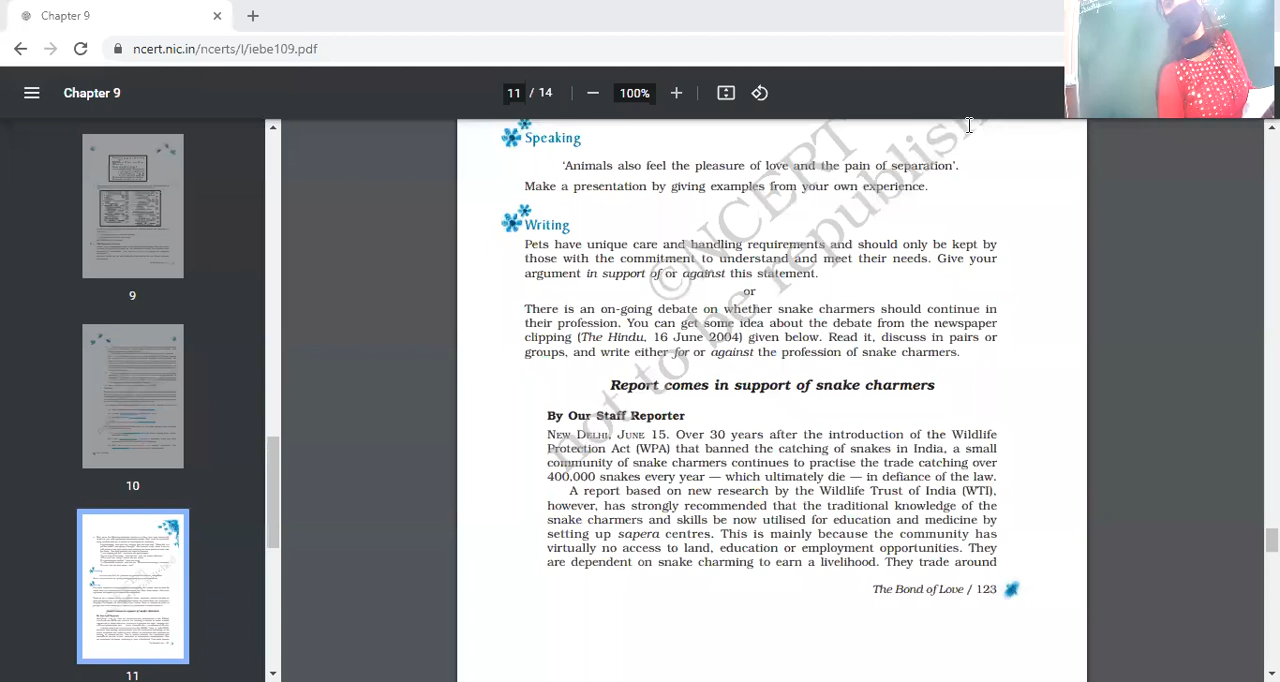 Chapter 9
ncert.nic.in/ncerts/l/iebe109.pdf
Chapter 9
11 / 14
100%
9
10
11
Speaking
‘Animals also feel the pleasure of love and the pain of separation’.
Make a presentation by giving examples from your own experience.
Writing
Pets have unique care and handling requirements and should only be kept by
those with the commitment to understand and meet their needs. Give your
argument in support of or against this statement.
or
There is an on-going debate on whether snake charmers should continue in
their profession. You can get some idea about the debate from the newspaper
clipping (The Hindu, 16 June 2004) given below. Read it, discuss in pairs or
groups, and write either for or against the profession of snake charmers.
Report comes in support of snake charmers
By Our Staff Reporter
NEW DELHI, JUNE 15. Over 30 years after the introduction of the Wildlife
Protection Act (WPA) that banned the catching of snakes in India, a small
community of snake charmers continues to practise the trade catching over
400,000 snakes every year — which ultimately die — in defiance of the law.
A report based on new research by the Wildlife Trust of India (WTI),
however, has strongly recommended that the traditional knowledge of the
snake charmers and skills be now utilised for education and medicine by
setting up sapera centres. This is mainly because the community has
virtually no access to land, education or employment opportunities. They
are dependent on snake charming to earn a livelihood. They trade around
The Bond of Love / 123
©NCERT
not to be republish